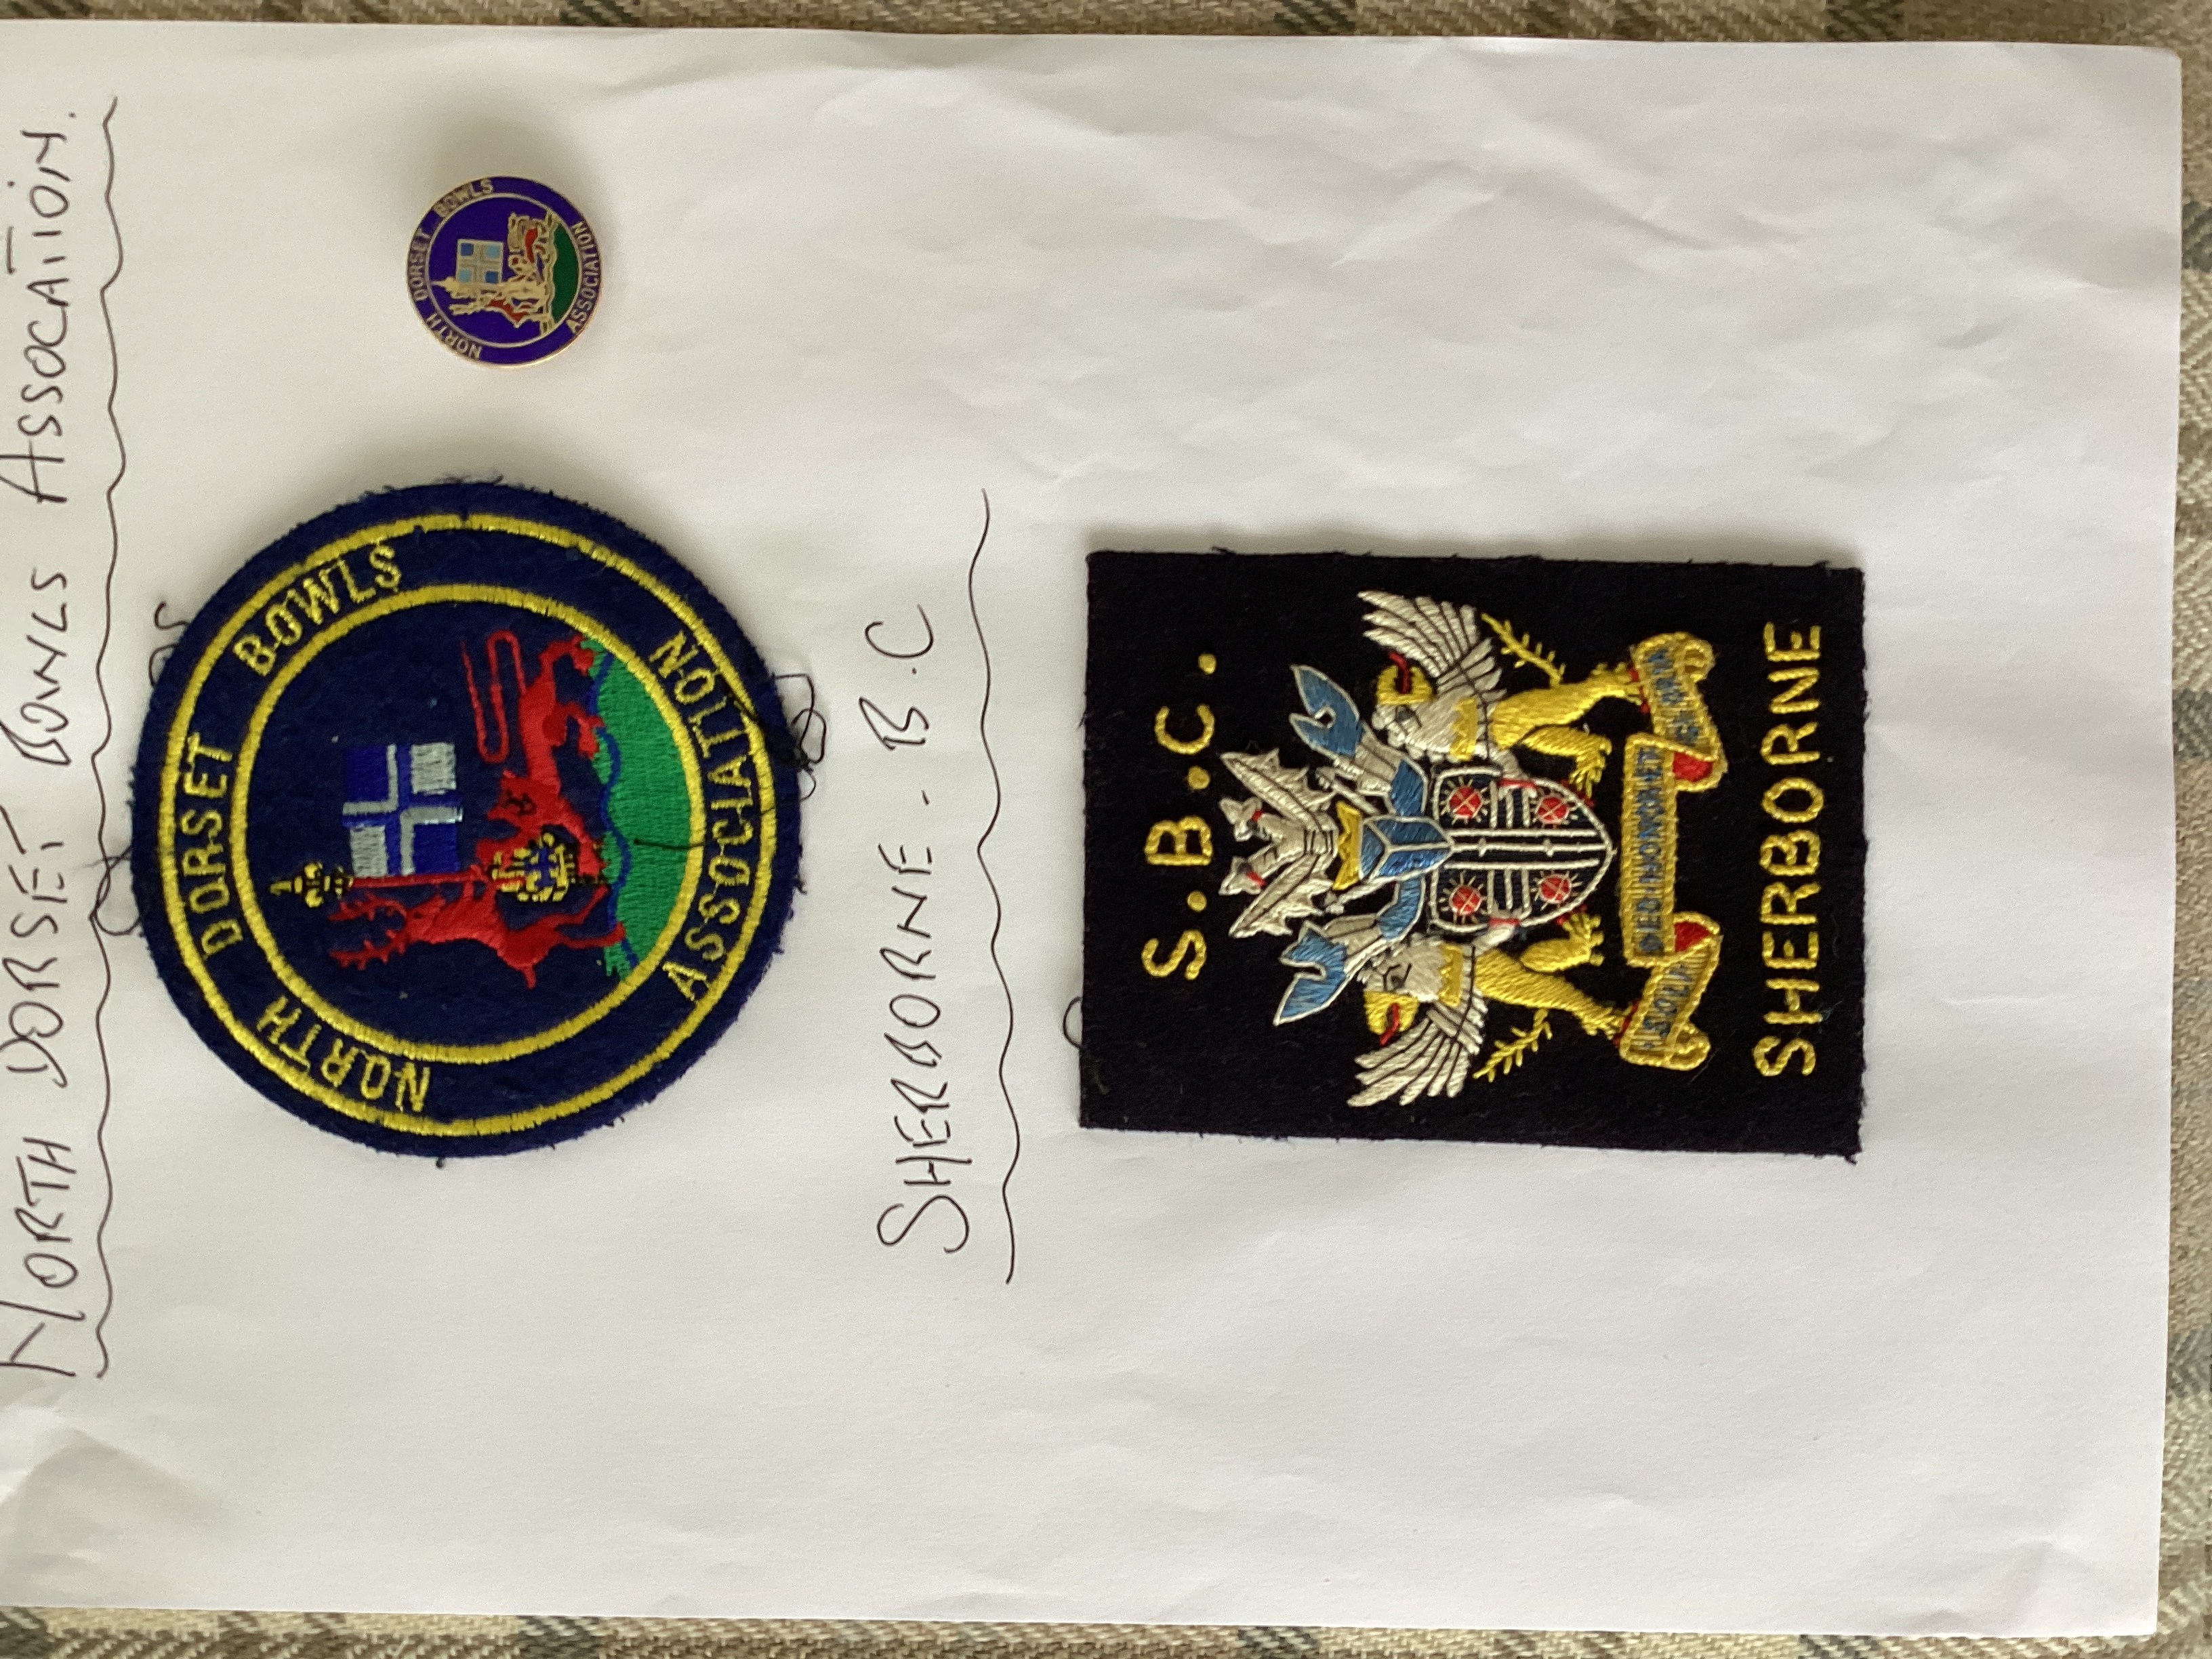 NORTH DORSET BOWLS ASSOCATION.
NORTH DORSET BOWLS
ASSOCIATION
NORTH DORSET BOWLS
ASSOCIATION
SHERBORNE. B.C
S.B.C.
SHERBORNE